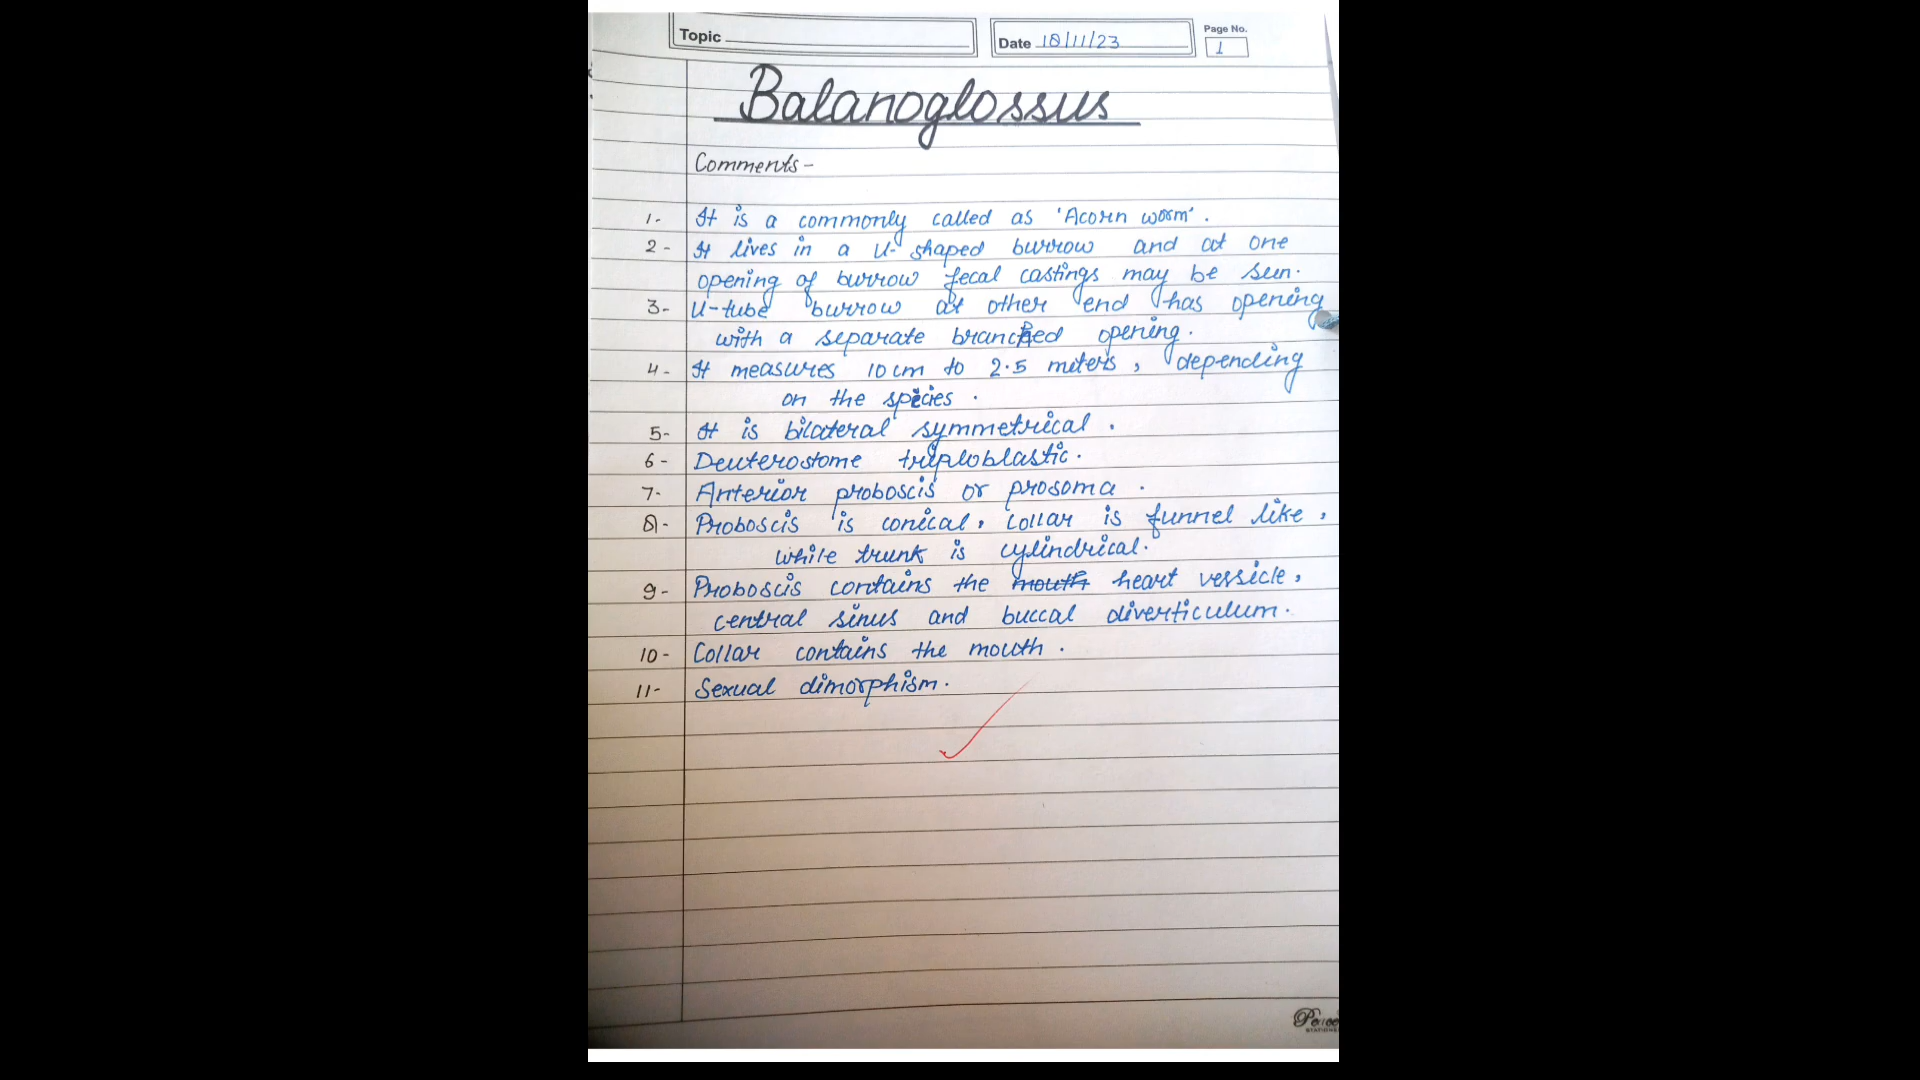 Topic
Date 18/11/23
Page No.
1
Balanoglossus
Comments-
1- It is a commonly called as 'Acorn worm'.
2- It lives in a U-shaped burrow and at one
opening of burrow fecal castings may be seen.
3- U-tube burrow at other end has opening
with a separate branched opening.
4- It measures 10 cm to 2.5 meters, depending
on the species.
5- It is bilateral symmetrical.
6- Deuterostome triploblastic.
7- Anterior proboscis or prosoma.
8- Proboscis is conical, collar is funnel like,
while trunk is cylindrical.
9- Proboscis contains the mouth heart vessicle,
central sinus and buccal diverticulum.
10- Collar contains the mouth.
11- Sexual dimorphism.